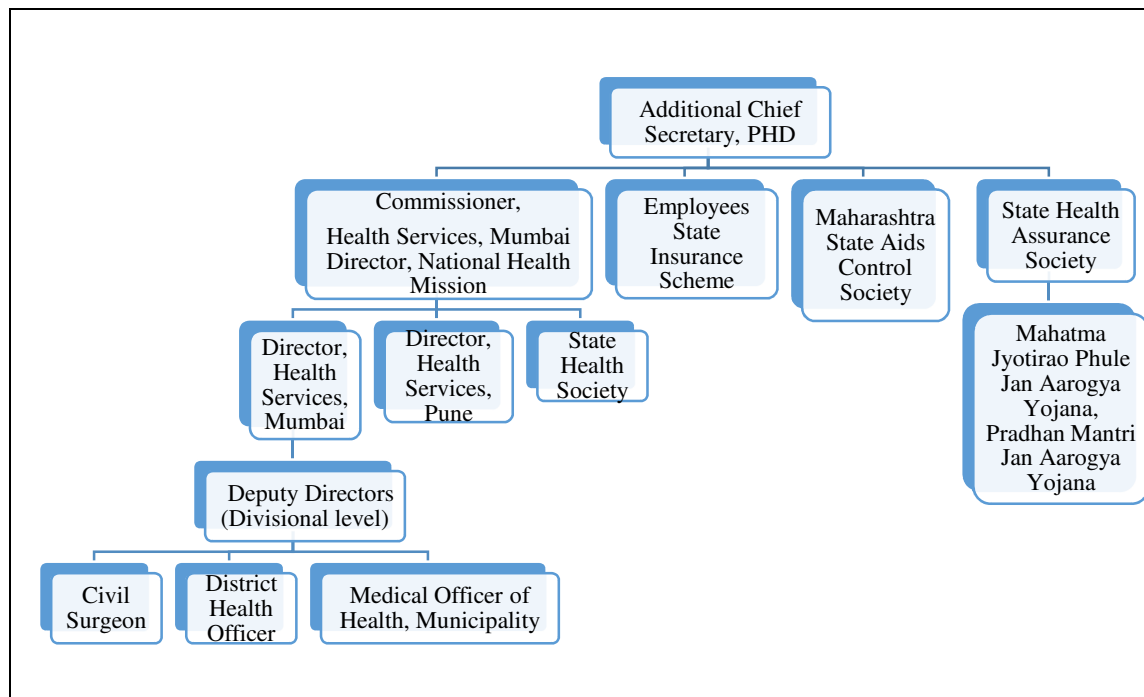 Additional Chief
Secretary, PHD
Commissioner,
Health Services, Mumbai
Director, National Health
Mission
Employees
State
Insurance
Scheme
Maharashtra
State Aids
Control
Society
State Health
Assurance
Society
Director,
Health
Services,
Mumbai
Director,
Health
Services,
Pune
State
Health
Society
Mahatma
Jyotirao Phule
Jan Aarogya
Yojana,
Pradhan Mantri
Jan Aarogya
Yojana
Deputy Directors
(Divisional level)
Civil
Surgeon
District
Health
Officer
Medical Officer of
Health, Municipality